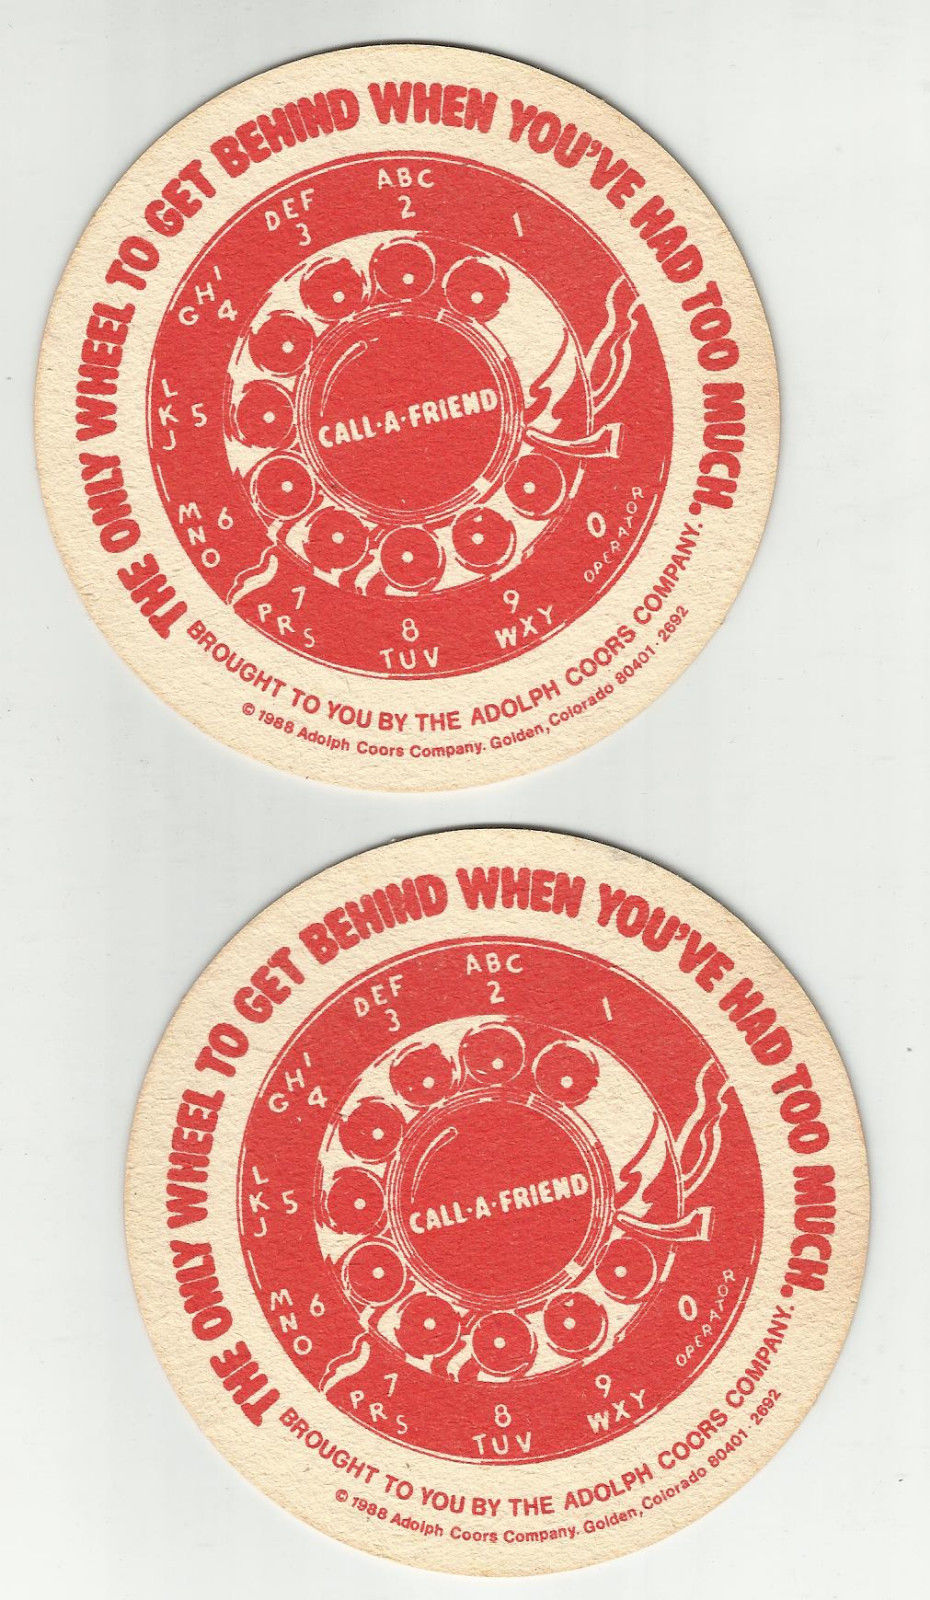 THE ONLY WHEEL TO GET BEHIND WHEN YOU'VE HAD TOO MUCH.
1
ABC
2
DEF
3
GHI
4
JKL
5
MNO
6
7
PRS
8
TUV
9
WXY
0
OPERATOR
CALL·A·FRIEND
BROUGHT TO YOU BY THE ADOLPH COORS COMPANY.
© 1988 Adolph Coors Company. Golden, Colorado 80401 · 2692
THE ONLY WHEEL TO GET BEHIND WHEN YOU'VE HAD TOO MUCH.
1
ABC
2
DEF
3
GHI
4
JKL
5
MNO
6
7
PRS
8
TUV
9
WXY
0
OPERATOR
CALL·A·FRIEND
BROUGHT TO YOU BY THE ADOLPH COORS COMPANY.
© 1988 Adolph Coors Company. Golden, Colorado 80401 · 2692